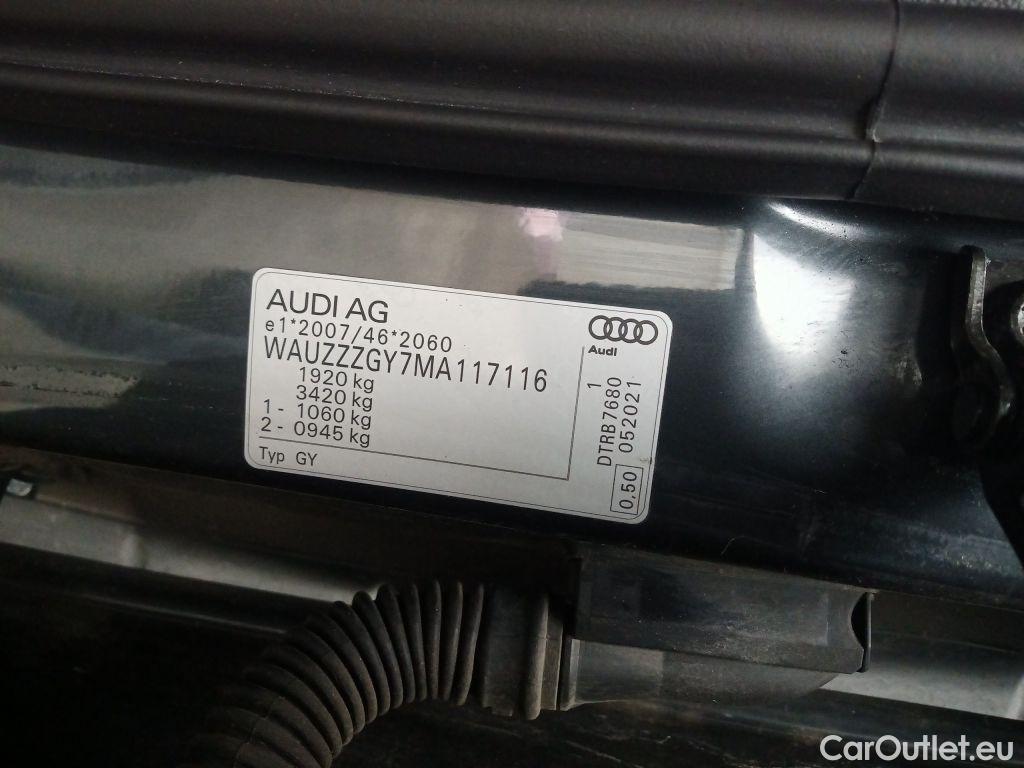 AUDI AG
e1*2007/46*2060
WAUZZZGY7MA117116
1920 kg
3420 kg
1 - 1060 kg
2 - 0945 kg
Typ GY
Audi
DTRB7680 1
0,50 052021
CarOutlet.eu